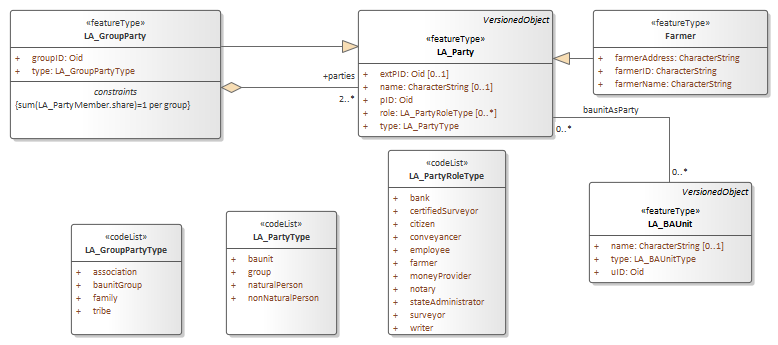 «featureType»
LA_GroupParty
+ groupID: Oid
+ type: LA_GroupPartyType
constraints
{sum(LA_PartyMember.share)=1 per group}
+parties
2..*
VersionedObject
«featureType»
LA_Party
+ extPID: Oid [0..1]
+ name: CharacterString [0..1]
+ pID: Oid
+ role: LA_PartyRoleType [0..*]
+ type: LA_PartyType
«featureType»
Farmer
+ farmerAddress: CharacterString
+ farmerID: CharacterString
+ farmerName: CharacterString
baunitAsParty
0..*
0..*
VersionedObject
«featureType»
LA_BAUnit
+ name: CharacterString [0..1]
+ type: LA_BAUnitType
+ uID: Oid
«codeList»
LA_GroupPartyType
+ association
+ baunitGroup
+ family
+ tribe
«codeList»
LA_PartyType
+ baunit
+ group
+ naturalPerson
+ nonNaturalPerson
«codeList»
LA_PartyRoleType
+ bank
+ certifiedSurveyor
+ citizen
+ conveyancer
+ employee
+ farmer
+ moneyProvider
+ notary
+ stateAdministrator
+ surveyor
+ writer